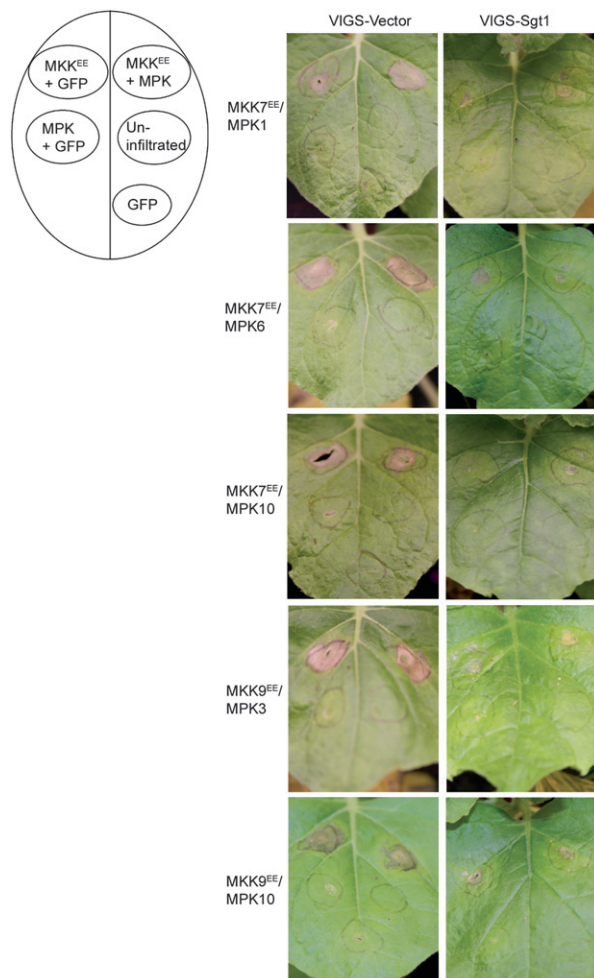 VIGS-Vector
VIGS-Sgt1
MKKᴱᴱ
+ GFP
MKKᴱᴱ
+ MPK
MPK
+ GFP
Un-
infiltrated
GFP
MKK7ᴱᴱ/
MPK1
MKK7ᴱᴱ/
MPK6
MKK7ᴱᴱ/
MPK10
MKK9ᴱᴱ/
MPK3
MKK9ᴱᴱ/
MPK10